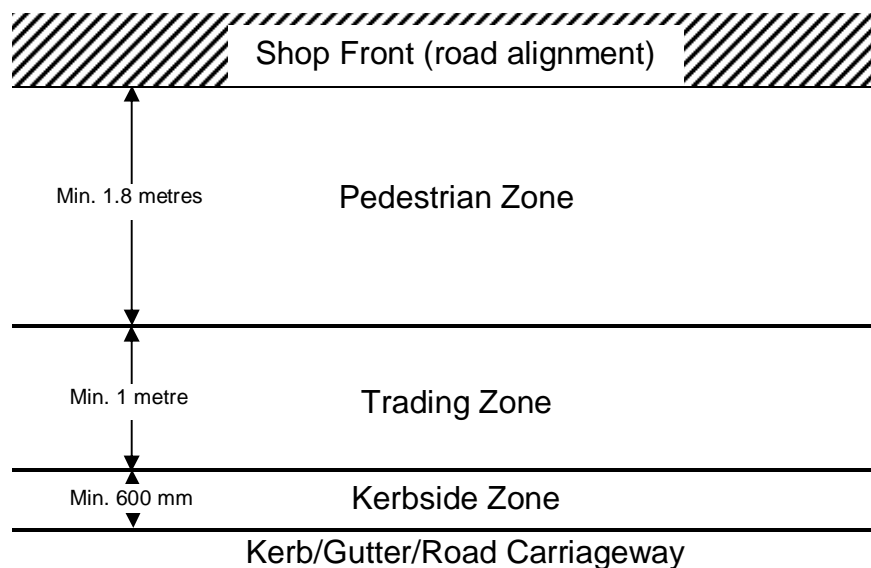 Shop Front (road alignment)
Min. 1.8 metres
Pedestrian Zone
Min. 1 metre
Trading Zone
Min. 600 mm
Kerbside Zone
Kerb/Gutter/Road Carriageway